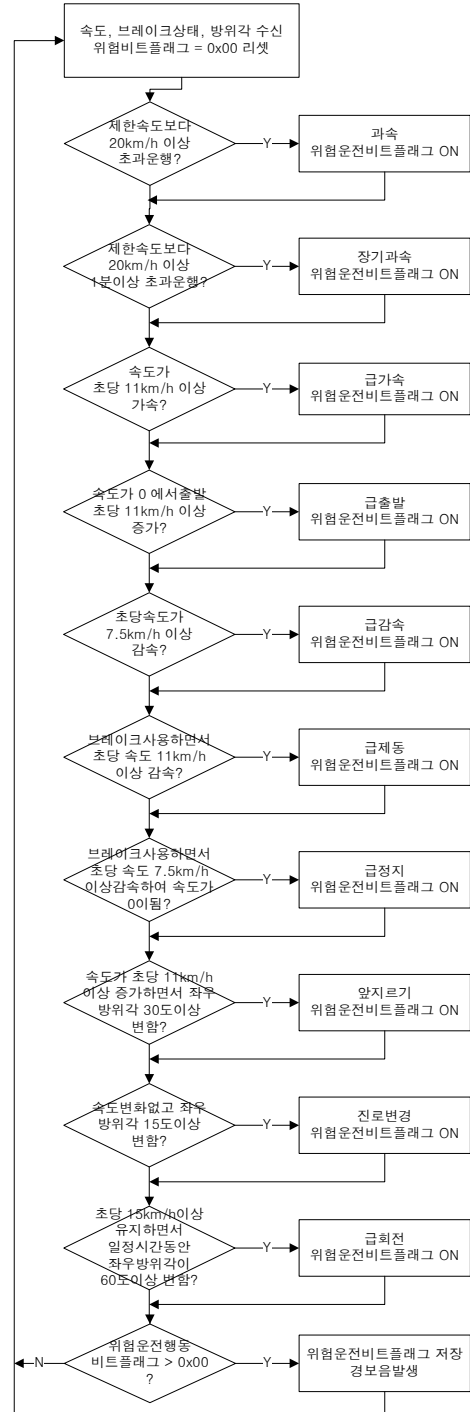 속도, 브레이크상태, 방위각 수신
위험비트플래그 = 0x00 리셋
제한속도보다
20km/h 이상
초과운행?
Y
과속
위험운전비트플래그 ON
제한속도보다
20km/h 이상
1분이상 초과운행?
Y
장기과속
위험운전비트플래그 ON
속도가
초당 11km/h 이상
가속?
Y
급가속
위험운전비트플래그 ON
속도가 0 에서출발
초당 11km/h 이상
증가?
Y
급출발
위험운전비트플래그 ON
초당속도가
7.5km/h 이상
감속?
Y
급감속
위험운전비트플래그 ON
브레이크사용하면서
초당 속도 11km/h
이상 감속?
Y
급제동
위험운전비트플래그 ON
브레이크사용하면서
초당 속도 7.5km/h
이상감속하여 속도가
0이됨?
Y
급정지
위험운전비트플래그 ON
속도가 초당 11km/h
이상 증가하면서 좌우
방위각 30도이상
변함?
Y
앞지르기
위험운전비트플래그 ON
속도변화없고 좌우
방위각 15도이상
변함?
Y
진로변경
위험운전비트플래그 ON
초당 15km/h이상
유지하면서
일정시간동안
좌우방위각이
60도이상 변함?
Y
급회전
위험운전비트플래그 ON
위험운전행동
비트플래그 > 0x00
?
N
Y
위험운전비트플래그 저장
경보음발생